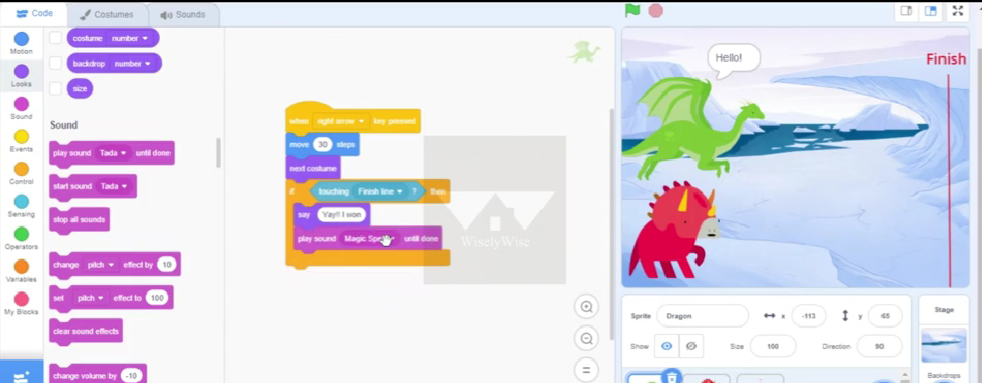 Code Costumes Sounds
Motion
Looks
Sound
Events
Control
Sensing
Operators
Variables
My Blocks
costume number
backdrop number
size
Sound
play sound Tada until done
start sound Tada
stop all sounds
change pitch effect by 10
set pitch effect to 100
clear sound effects
change volume by -10
when right arrow key pressed
move 30 steps
next costume
if touching Finish line ? then
say Yay!! I won
play sound Magic until done
WiselyWise
Hello!
Finish
Sprite Dragon x -113 y -65
Show Size 100 Direction 90
Stage
Backdrops